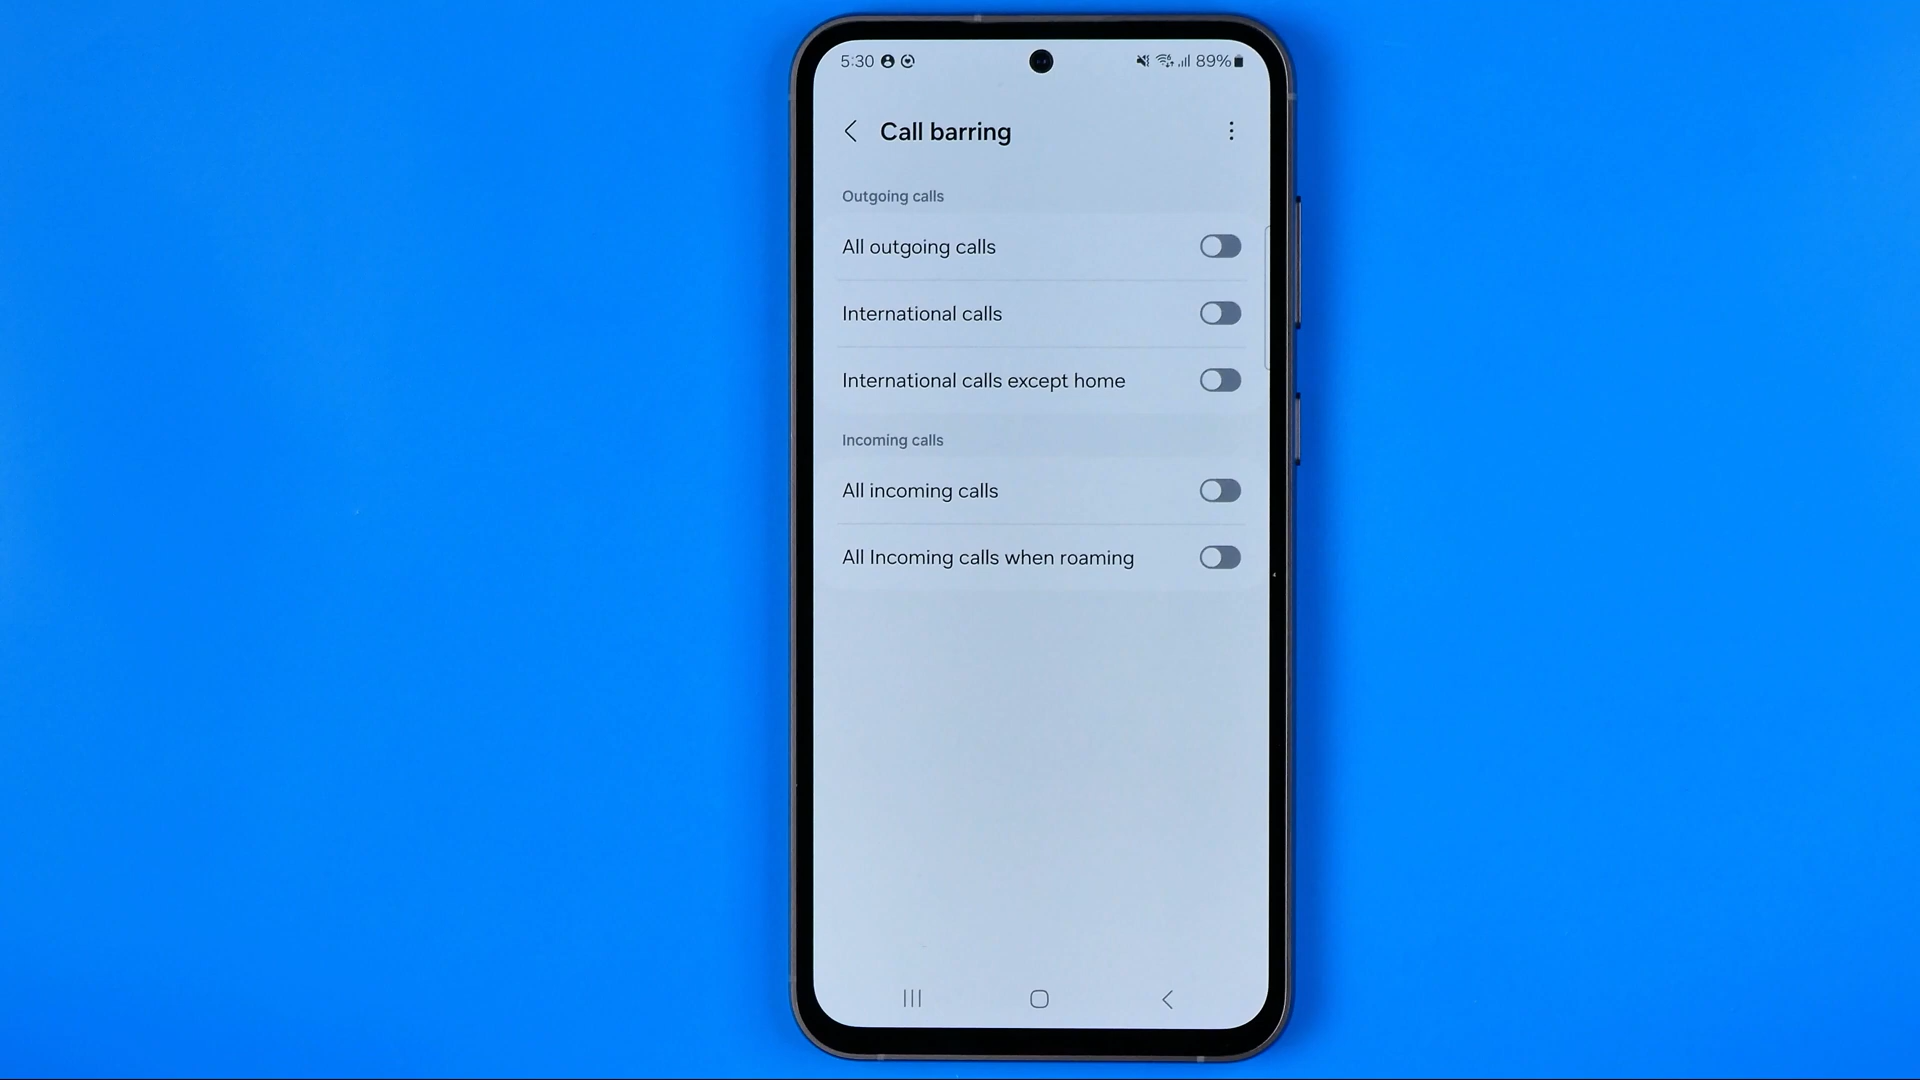 5:30 89%
Call barring
Outgoing calls
All outgoing calls
International calls
International calls except home
Incoming calls
All incoming calls
All Incoming calls when roaming